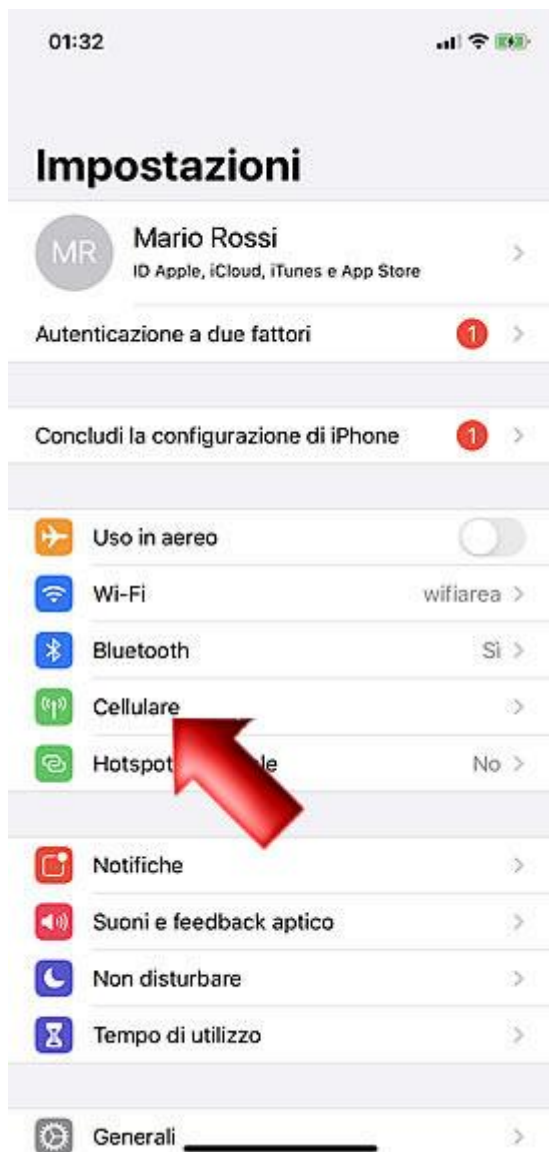 01:32
Impostazioni
MR
Mario Rossi
ID Apple, iCloud, iTunes e App Store
Autenticazione a due fattori 1
Concludi la configurazione di iPhone 1
Uso in aereo
Wi-Fi wifiarea
Bluetooth Sì
Cellulare
Hotspot No
Notifiche
Suoni e feedback aptico
Non disturbare
Tempo di utilizzo
Generali